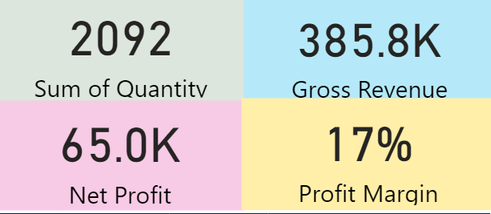 2092
385.8K
Sum of Quantity
Gross Revenue
65.0K
17%
Net Profit
Profit Margin